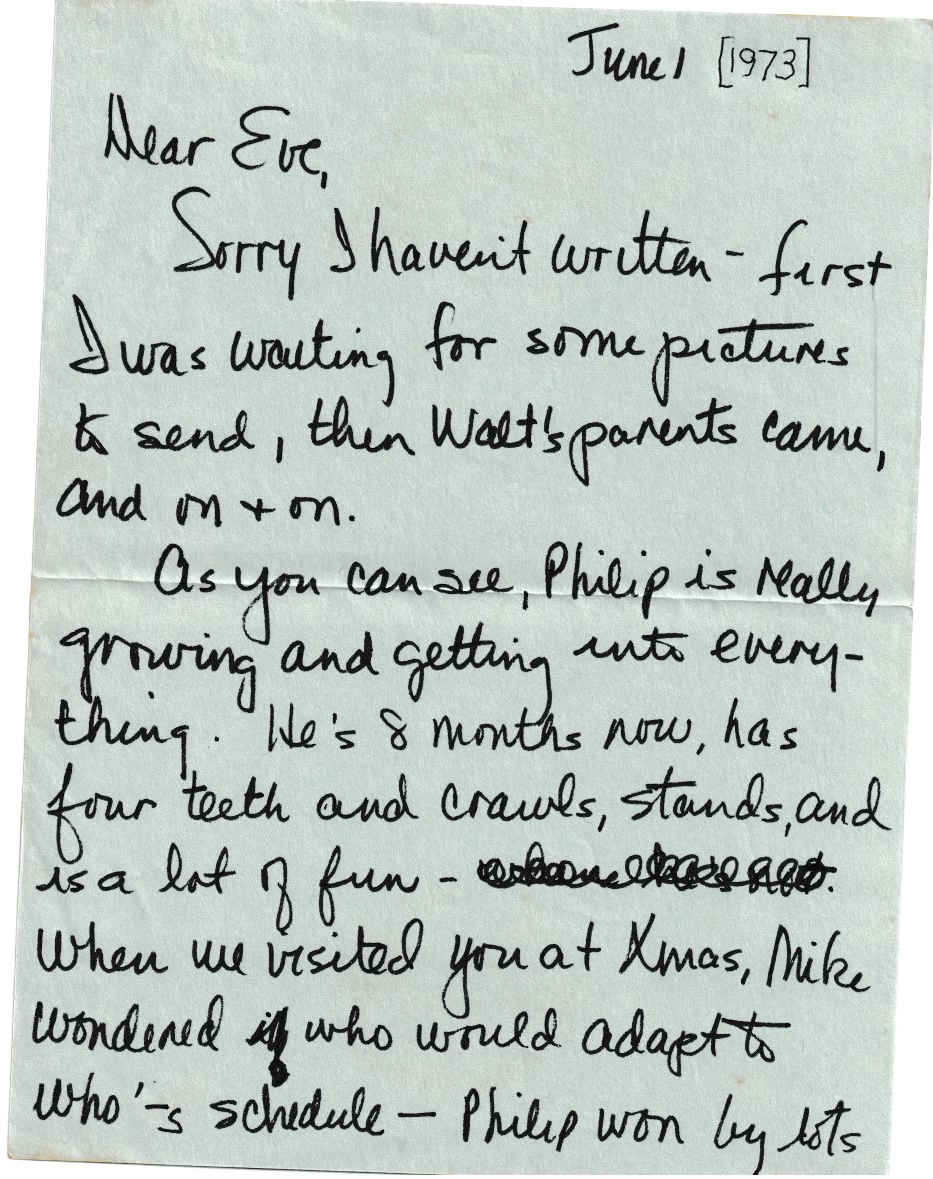 June 1 [1973]
Dear Eve,
Sorry I haven't written - first
I was waiting for some pictures
to send, then Walt's parents came,
and on + on.
As you can see, Philip is really
growing and getting into every-
thing. He's 8 months now, has
four teeth and crawls, stands, and
is a lot of fun -
When we visited you at Xmas, Mike
wondered if who would adapt to
who's schedule - Philip won by lots